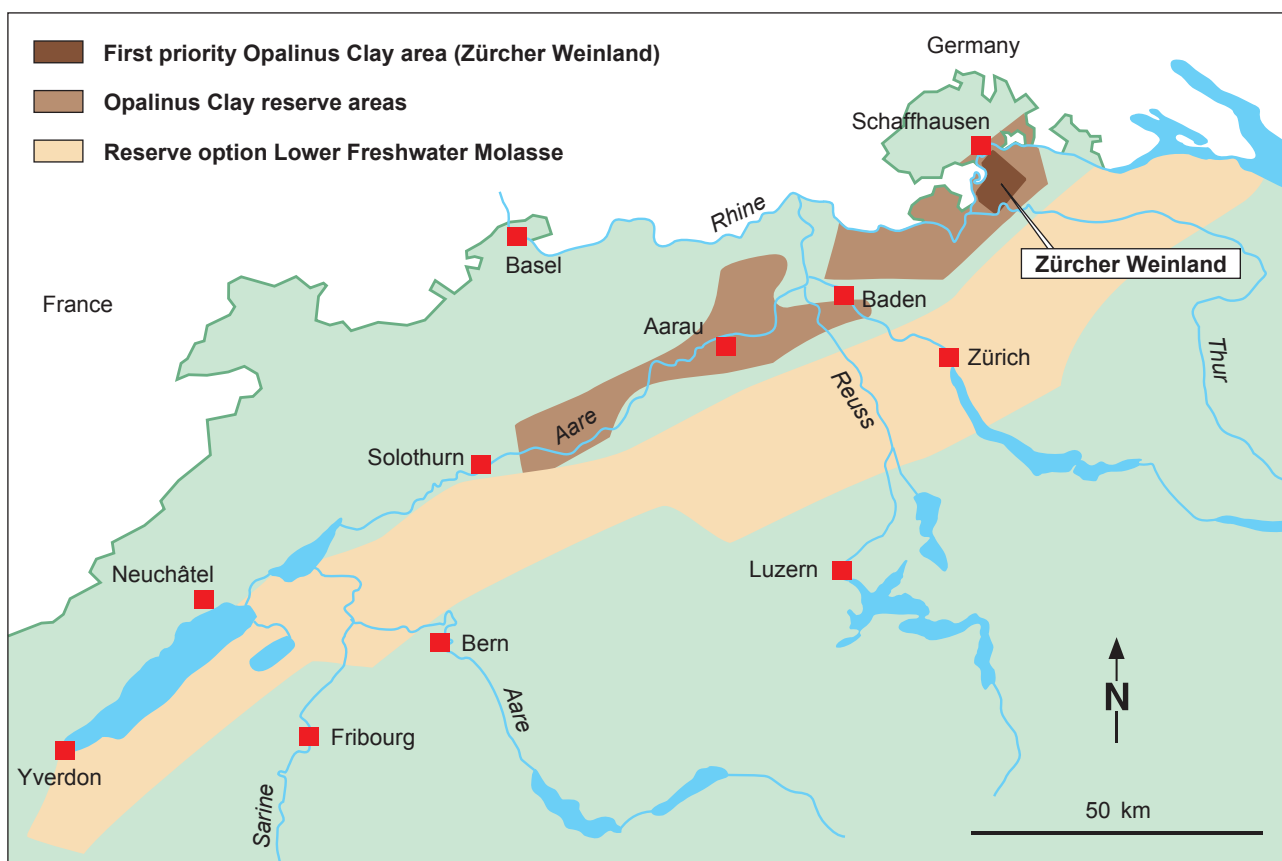 First priority Opalinus Clay area (Zürcher Weinland)
Opalinus Clay reserve areas
Reserve option Lower Freshwater Molasse
Germany
Schaffhausen
Rhine
Basel
Zürcher Weinland
France
Baden
Aarau
Zürich
Thur
Reuss
Aare
Solothurn
Neuchâtel
Luzern
Bern
Aare
N
Fribourg
Yverdon
Sarine
50 km